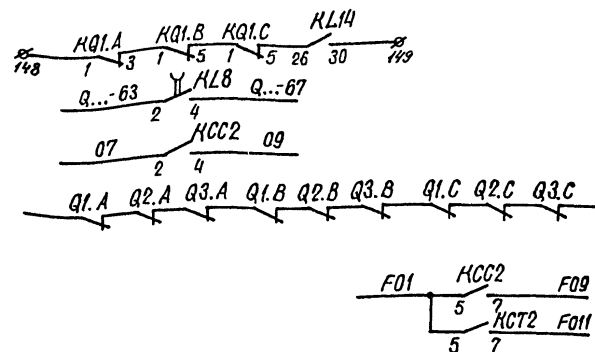 KQ1.A KQ1.B KQ1.C KL14
148 1 3 1 5 1 5 26 30 149
Q...-63 KL8 Q...-67
2 4
07 KCC2 09
2 4
Q1.A Q2.A Q3.A Q1.B Q2.B Q3.B Q1.C Q2.C Q3.C
F01 KCC2 F09
5 7
KCT2 F011
5 7